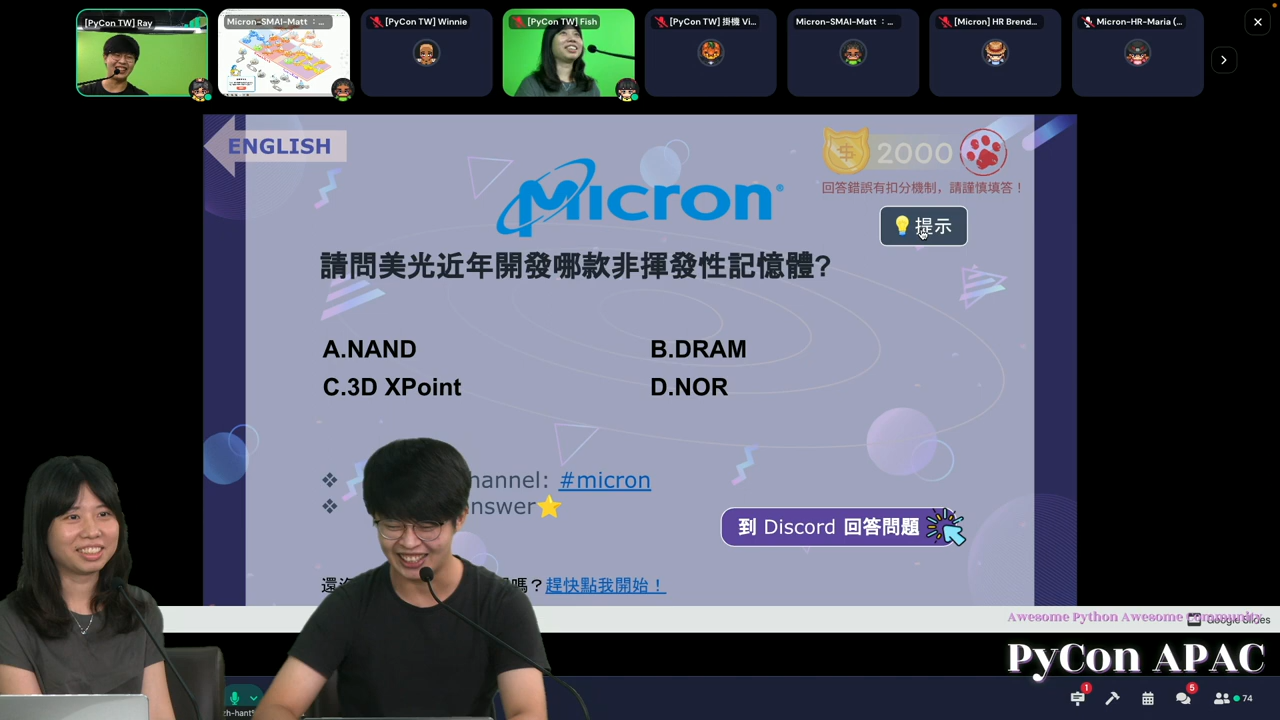 [PyCon TW] Ray
Micron-SMAI-Matt : ...
[PyCon TW] Winnie
[PyCon TW] Fish
[PyCon TW]
Micron-SMAI-Matt : ...
[Micron] HR Brend...
Micron-HR-Maria (...
ENGLISH
2000
回答錯誤有扣分機制，請謹慎填答！
Micron®
💡提示
請問美光近年開發哪款非揮發性記憶體?
A.NAND
B.DRAM
C.3D XPoint
D.NOR
❖ hannel: #micron
❖ nswer⭐
到 Discord 回答問題
嗎？趕快點我開始！
Awesome Python Awesome Community
Google Slides
PyCon APAC
1
5
74